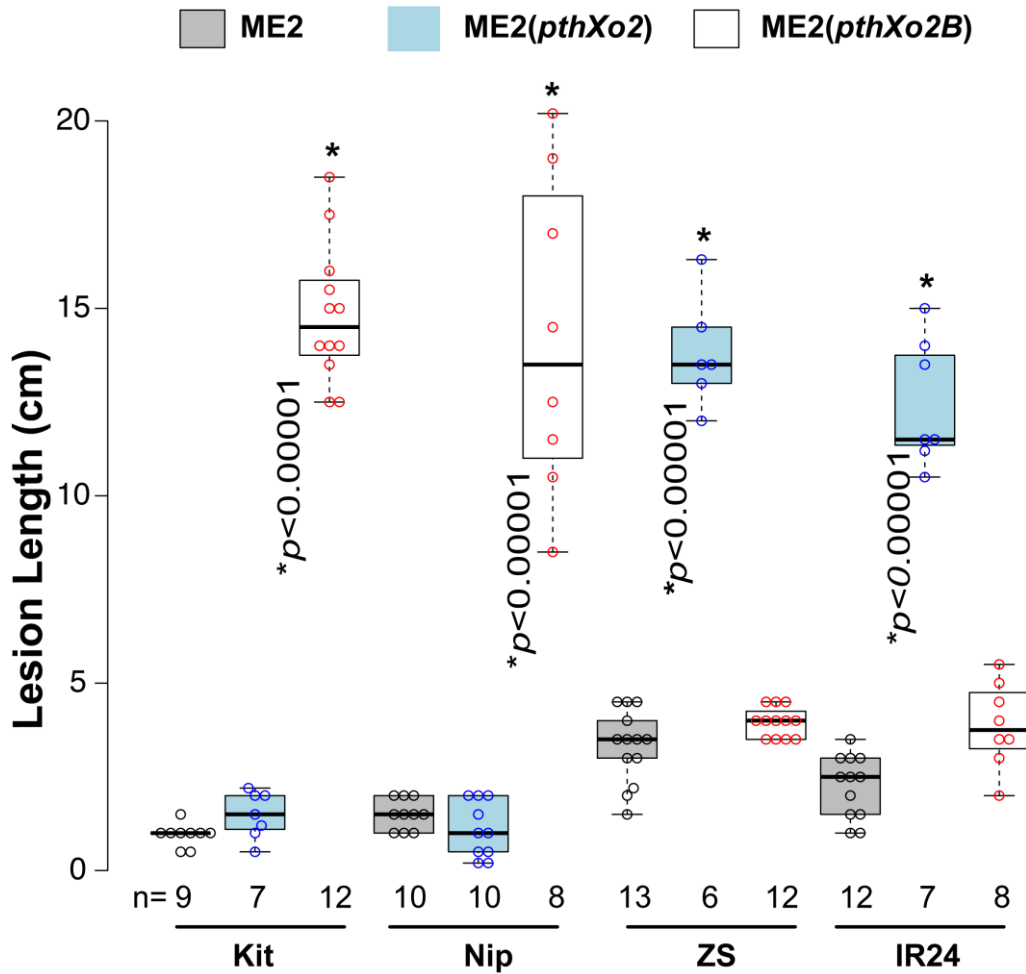 ME2 ME2(pthXo2) ME2(pthXo2B)
Lesion Length (cm)
20
15
10
5
0
*
*
*
*
*p<0.00001
*p<0.00001
*p<0.00001
*p<0.00001
n= 9 7 12 10 10 8 13 6 12 12 7 8
Kit Nip ZS IR24